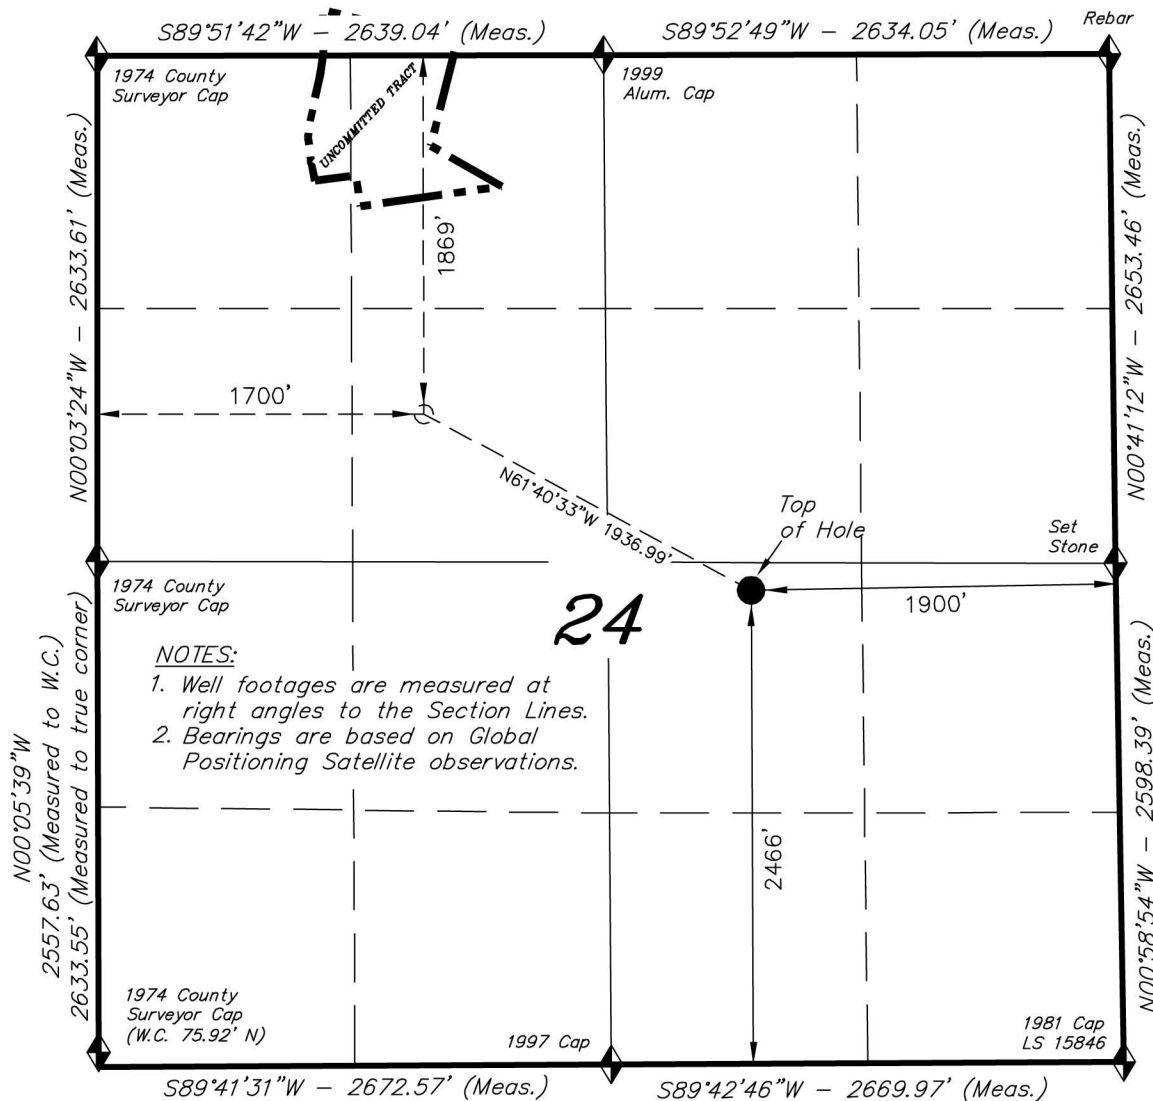 S89°51'42"W – 2639.04' (Meas.)
S89°52'49"W – 2634.05' (Meas.)
Rebar
1974 County
Surveyor Cap
UNCOMMITTED TRACT
1999
Alum. Cap
N00°03'24"W – 2633.61' (Meas.)
1869'
N00°41'12"W – 2653.46' (Meas.)
1700'
N61°40'33"W 1936.99'
Top
of Hole
Set
Stone
1974 County
Surveyor Cap
1900'
24
NOTES:
1. Well footages are measured at
right angles to the Section Lines.
2. Bearings are based on Global
Positioning Satellite observations.
N00°05'39"W
2557.63' (Measured to W.C.)
2633.55' (Measured to true corner)
2466'
N00°58'54"W – 2598.39' (Meas.)
1974 County
Surveyor Cap
(W.C. 75.92' N)
1997 Cap
1981 Cap
LS 15846
S89°41'31"W – 2672.57' (Meas.)
S89°42'46"W – 2669.97' (Meas.)